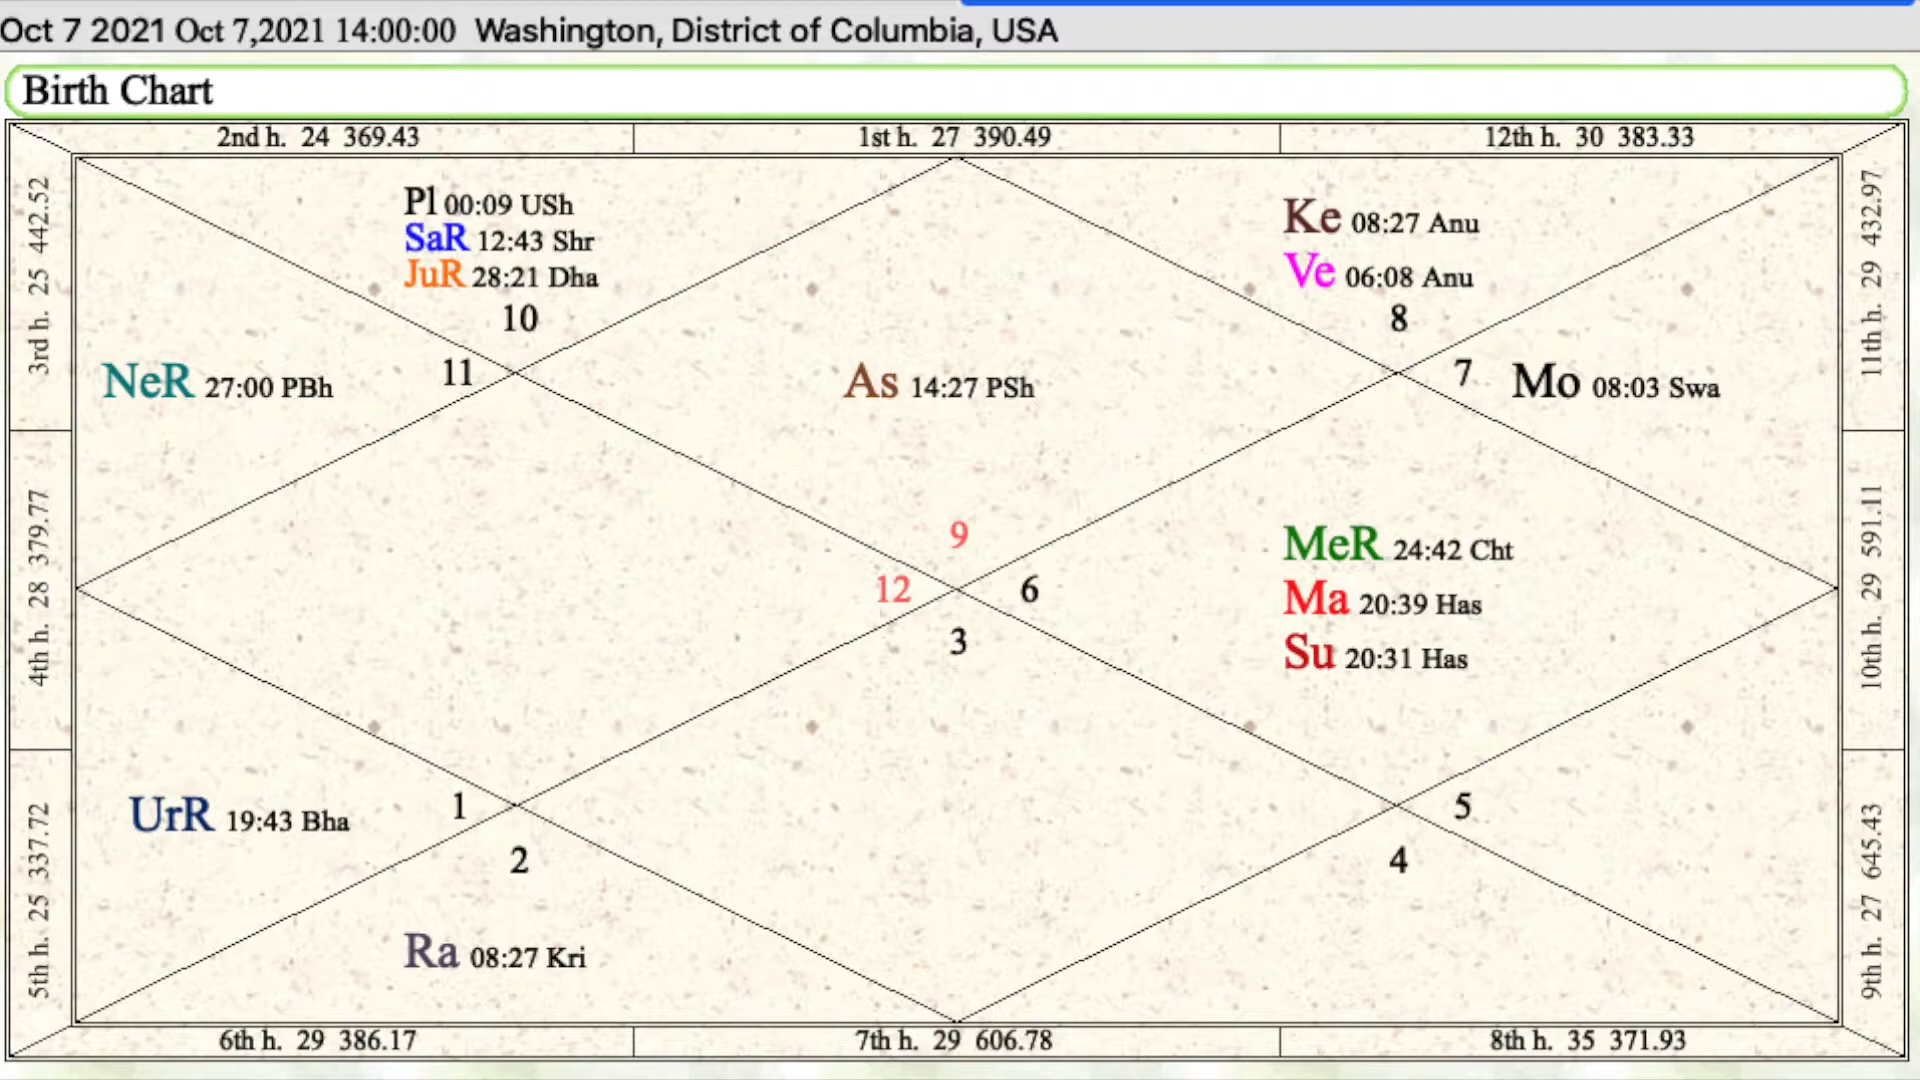 Oct 7 2021 Oct 7,2021 14:00:00 Washington, District of Columbia, USA
Birth Chart
2nd h. 24 369.43
1st h. 27 390.49
12th h. 30 383.33
3rd h. 25 442.52
11th h. 29 432.97
Pl 00:09 USh
SaR 12:43 Shr
JuR 28:21 Dha
10
Ke 08:27 Anu
Ve 06:08 Anu
8
NeR 27:00 PBh
11
As 14:27 PSh
7
Mo 08:03 Swa
4th h. 28 379.77
9
12
6
3
MeR 24:42 Cht
Ma 20:39 Has
Su 20:31 Has
10th h. 29 591.11
UrR 19:43 Bha
1
2
5
4
Ra 08:27 Kri
5th h. 25 337.72
9th h. 27 645.43
6th h. 29 386.17
7th h. 29 606.78
8th h. 35 371.93